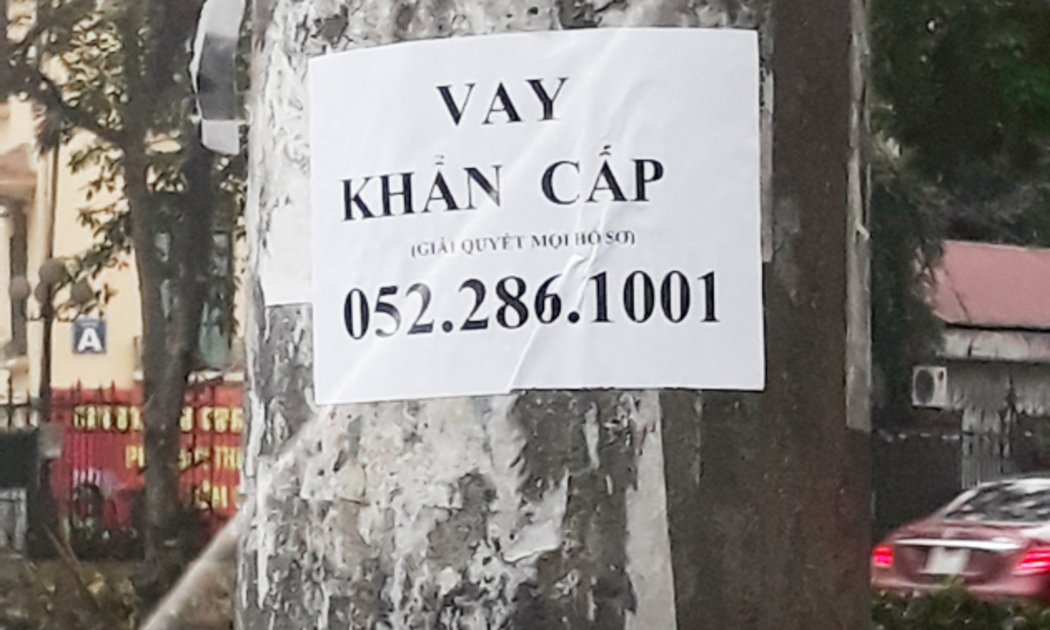 VAY
KHẨN CẤP
(GIẢI QUYẾT MỌI HỒ SƠ)
052.286.1001
A